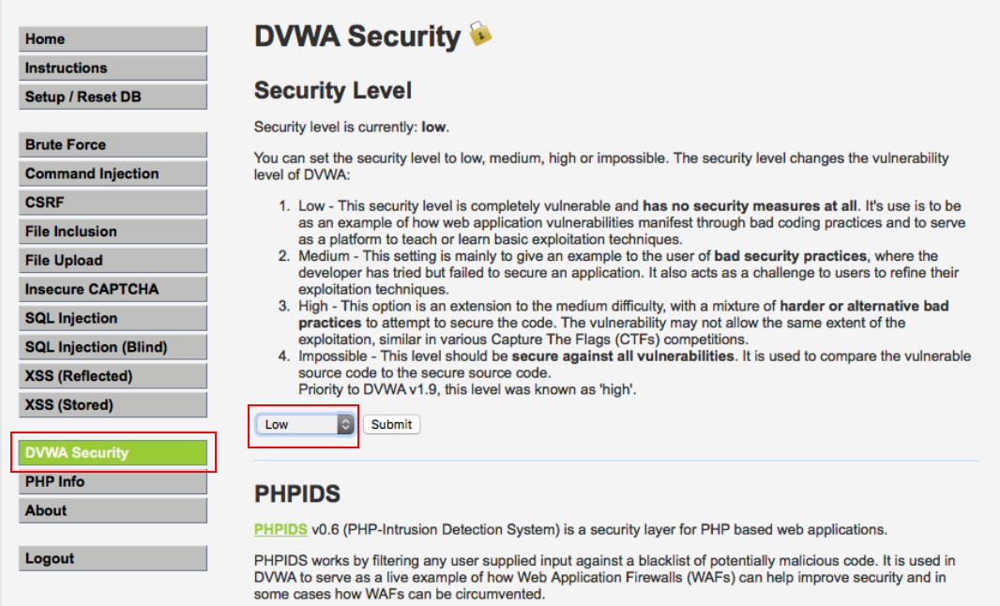 Home
Instructions
Setup / Reset DB
Brute Force
Command Injection
CSRF
File Inclusion
File Upload
Insecure CAPTCHA
SQL Injection
SQL Injection (Blind)
XSS (Reflected)
XSS (Stored)
DVWA Security
PHP Info
About
Logout
DVWA Security
Security Level
Security level is currently: low.
You can set the security level to low, medium, high or impossible. The security level changes the vulnerability
level of DVWA:
1. Low - This security level is completely vulnerable and has no security measures at all. It's use is to be
as an example of how web application vulnerabilities manifest through bad coding practices and to serve
as a platform to teach or learn basic exploitation techniques.
2. Medium - This setting is mainly to give an example to the user of bad security practices, where the
developer has tried but failed to secure an application. It also acts as a challenge to users to refine their
exploitation techniques.
3. High - This option is an extension to the medium difficulty, with a mixture of harder or alternative bad
practices to attempt to secure the code. The vulnerability may not allow the same extent of the
exploitation, similar in various Capture The Flags (CTFs) competitions.
4. Impossible - This level should be secure against all vulnerabilities. It is used to compare the vulnerable
source code to the secure source code.
Priority to DVWA v1.9, this level was known as 'high'.
Low
Submit
PHPIDS
PHPIDS v0.6 (PHP-Intrusion Detection System) is a security layer for PHP based web applications.
PHPIDS works by filtering any user supplied input against a blacklist of potentially malicious code. It is used in
DVWA to serve as a live example of how Web Application Firewalls (WAFs) can help improve security and in
some cases how WAFs can be circumvented.